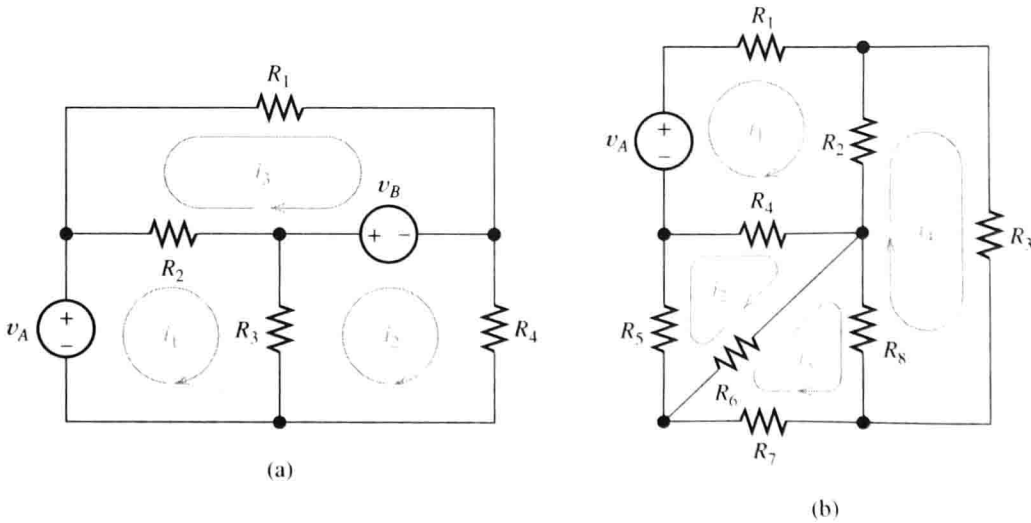 R1
i3
vB
+ −
R2
vA
+
−
i1
R3
i2
R4
(a)
R1
vA
+
−
i1
R2
R4
R3
i2
i4
R5
R6
i3
R8
R7
(b)